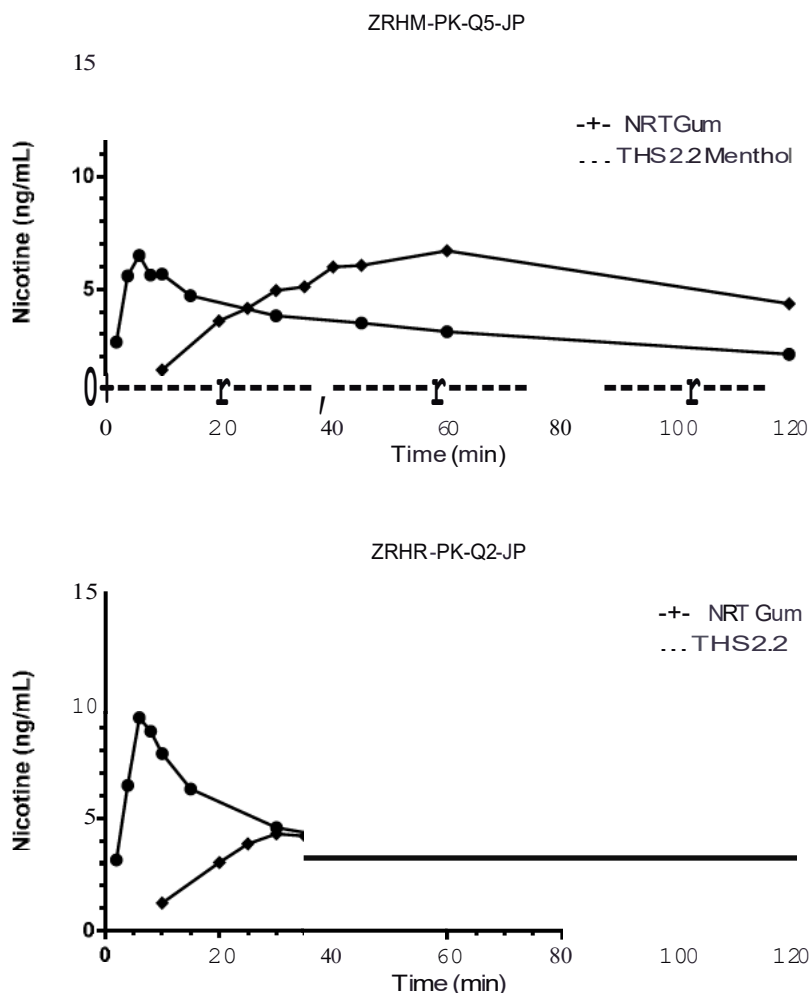 ZRHM-PK-Q5-JP
15
-+- NRTGum
... THS2.2Menthol
10
Nicotine (ng/mL)
5
0
0 20 40 60 80 100 120
Time (min)
ZRHR-PK-Q2-JP
15
-+- NRT Gum
... THS2.2
10
Nicotine (ng/mL)
5
0
0 20 40 60 80 100 120
Time (min)